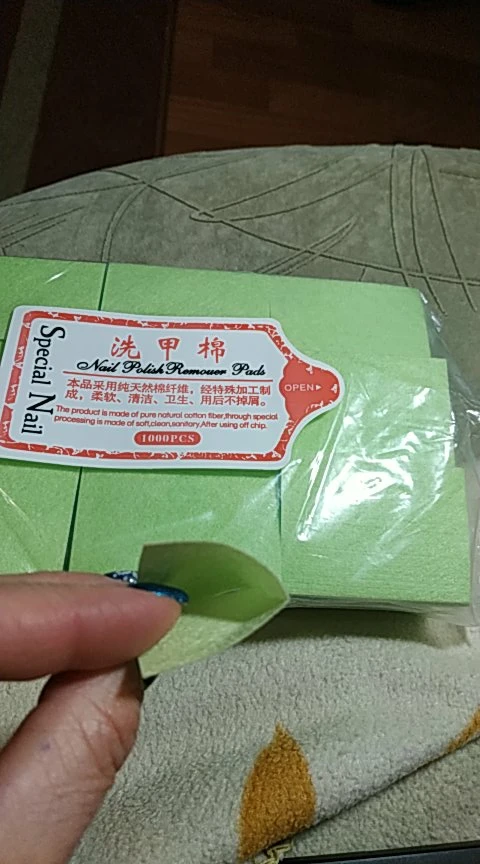 Special Nail
洗甲棉
Nail Polish Remouer Pads
本品采用纯天然棉纤维，经特殊加工制
成，柔软、清洁、卫生、用后不掉屑。
The product is made of pure natural cotton fiber,through special
processing is made of soft,clean,sanitary.After using off chip.
1000PCS
OPEN